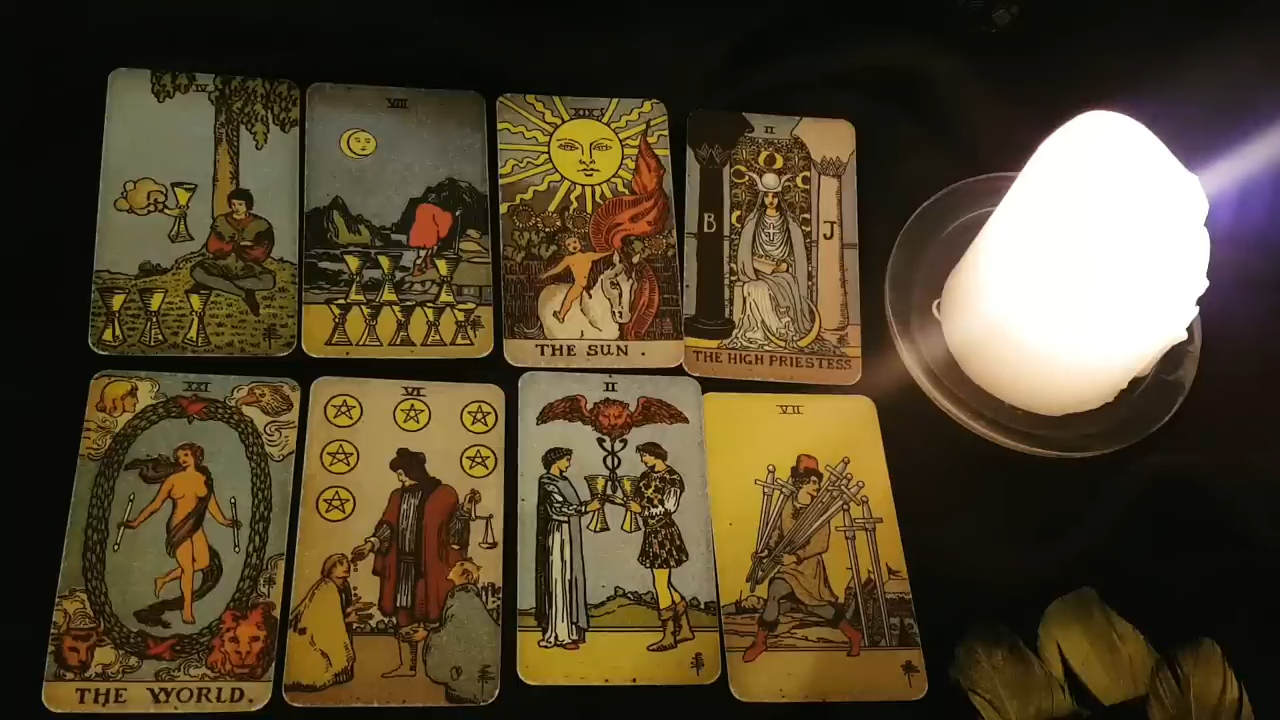 IV
VIII
XIX
II
B
J
THE SUN .
THE HIGH PRIESTESS
XXI
VI
II
VII
THE WORLD.